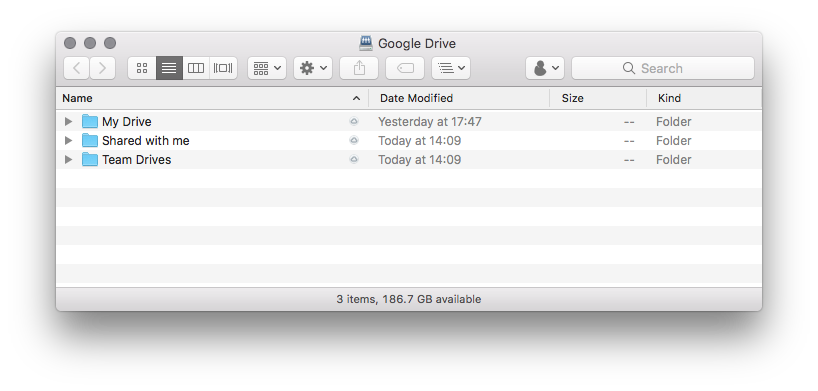 Google Drive
Search
Name Date Modified Size Kind
My Drive Yesterday at 17:47 -- Folder
Shared with me Today at 14:09 -- Folder
Team Drives Today at 14:09 -- Folder
3 items, 186.7 GB available